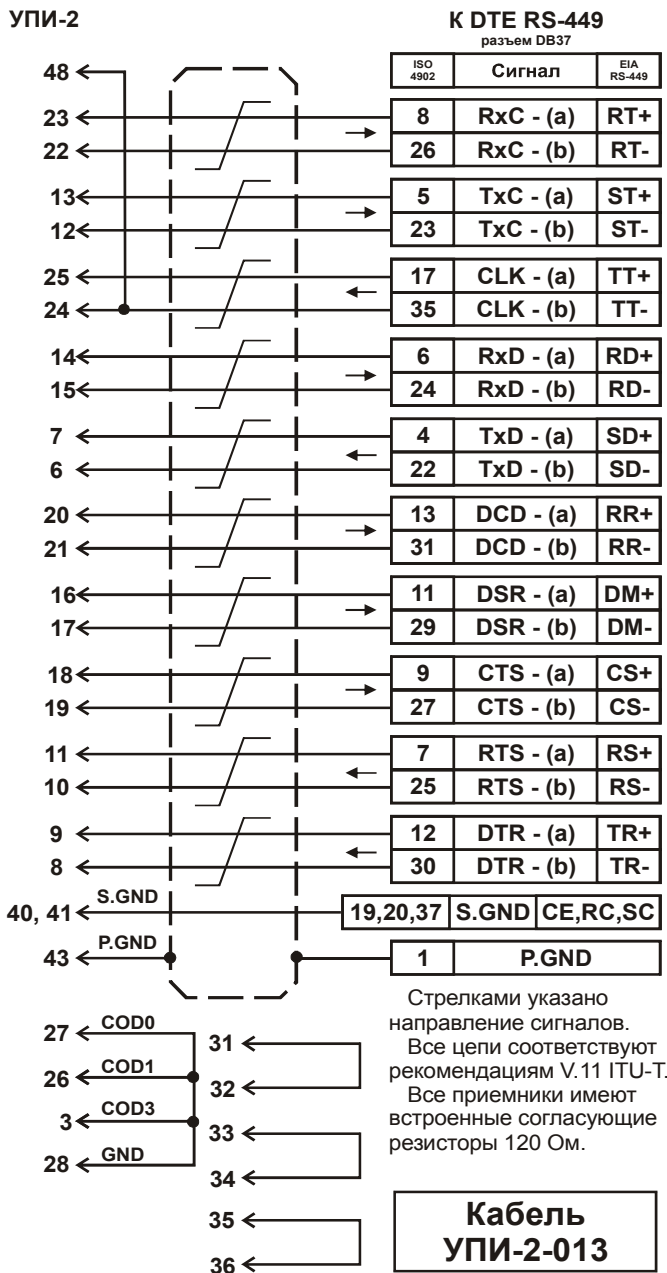 УПИ-2
К DTE RS-449
разъем DB37
48
ISO 4902 Сигнал EIA RS-449
23 8 RxC - (a) RT+
22 26 RxC - (b) RT-
13 5 TxC - (a) ST+
12 23 TxC - (b) ST-
25 17 CLK - (a) TT+
24 35 CLK - (b) TT-
14 6 RxD - (a) RD+
15 24 RxD - (b) RD-
7 4 TxD - (a) SD+
6 22 TxD - (b) SD-
20 13 DCD - (a) RR+
21 31 DCD - (b) RR-
16 11 DSR - (a) DM+
17 29 DSR - (b) DM-
18 9 CTS - (a) CS+
19 27 CTS - (b) CS-
11 7 RTS - (a) RS+
10 25 RTS - (b) RS-
9 12 DTR - (a) TR+
8 30 DTR - (b) TR-
40, 41 S.GND 19,20,37 S.GND CE,RC,SC
43 P.GND 1 P.GND
Стрелками указано
направление сигналов.
Все цепи соответствуют
рекомендациям V.11 ITU-T.
Все приемники имеют
встроенные согласующие
резисторы 120 Ом.
27 COD0
26 COD1
3 COD3
28 GND
31
32
33
34
35
36
Кабель
УПИ-2-013